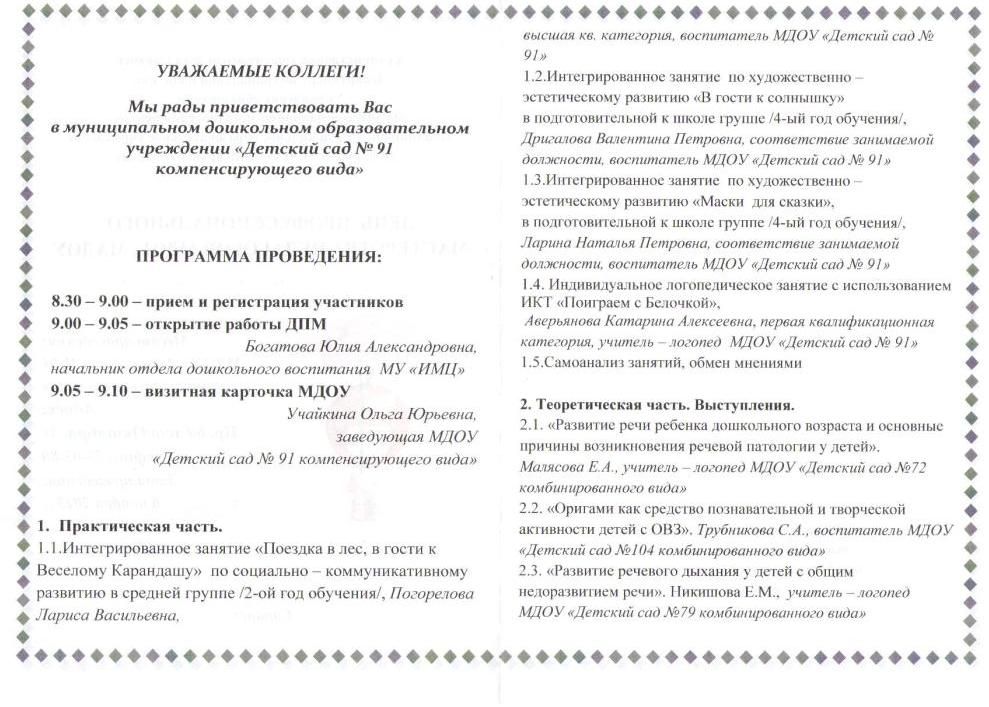 УВАЖАЕМЫЕ КОЛЛЕГИ!
Мы рады приветствовать Вас
в муниципальном дошкольном образовательном
учреждении «Детский сад № 91
компенсирующего вида»
ПРОГРАММА ПРОВЕДЕНИЯ:
8.30 – 9.00 – прием и регистрация участников
9.00 – 9.05 – открытие работы ДПМ
Богатова Юлия Александровна,
начальник отдела дошкольного воспитания МУ «ИМЦ»
9.05 – 9.10 – визитная карточка МДОУ
Учайкина Ольга Юрьевна,
заведующая МДОУ
«Детский сад № 91 компенсирующего вида»
1. Практическая часть.
1.1.Интегрированное занятие «Поездка в лес, в гости к
Веселому Карандашу» по социально – коммуникативному
развитию в средней группе /2-ой год обучения/, Погорелова
Лариса Васильевна,
высшая кв. категория, воспитатель МДОУ «Детский сад №
91»
1.2.Интегрированное занятие по художественно –
эстетическому развитию «В гости к солнышку»
в подготовительной к школе группе /4-ый год обучения/,
Дригалова Валентина Петровна, соответствие занимаемой
должности, воспитатель МДОУ «Детский сад № 91»
1.3.Интегрированное занятие по художественно –
эстетическому развитию «Маски для сказки»,
в подготовительной к школе группе /4-ый год обучения/,
Ларина Наталья Петровна, соответствие занимаемой
должности, воспитатель МДОУ «Детский сад № 91»
1.4. Индивидуальное логопедическое занятие с использованием
ИКТ «Поиграем с Белочкой»,
Аверьянова Катарина Алексеевна, первая квалификационная
категория, учитель – логопед МДОУ «Детский сад № 91»
1.5.Самоанализ занятий, обмен мнениями
2. Теоретическая часть. Выступления.
2.1. «Развитие речи ребенка дошкольного возраста и основные
причины возникновения речевой патологии у детей».
Малясова Е.А., учитель – логопед МДОУ «Детский сад №72
комбинированного вида»
2.2. «Оригами как средство познавательной и творческой
активности детей с ОВЗ». Трубникова С.А., воспитатель МДОУ
«Детский сад №104 комбинированного вида»
2.3. «Развитие речевого дыхания у детей с общим
недоразвитием речи». Никишова Е.М., учитель – логопед
МДОУ «Детский сад №79 комбинированного вида»